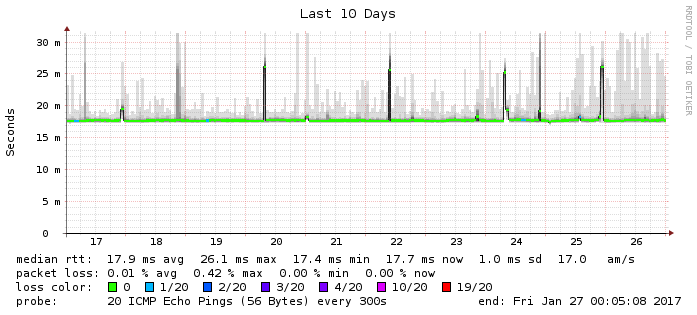 Last 10 Days
RRDTOOL / TOBI OETIKER
Seconds
30 m
25 m
20 m
15 m
10 m
5 m
0
17 18 19 20 21 22 23 24 25 26
median rtt: 17.9 ms avg 26.1 ms max 17.4 ms min 17.7 ms now 1.0 ms sd 17.0 am/s
packet loss: 0.01 % avg 0.42 % max 0.00 % min 0.00 % now
loss color: 0 1/20 2/20 3/20 4/20 10/20 19/20
probe: 20 ICMP Echo Pings (56 Bytes) every 300s end: Fri Jan 27 00:05:08 2017